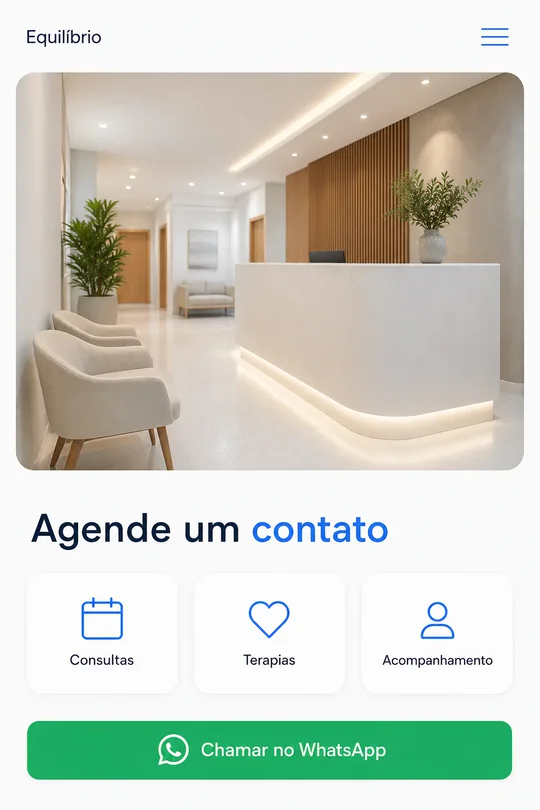 Equilíbrio
Agende um contato
Consultas
Terapias
Acompanhamento
Chamar no WhatsApp